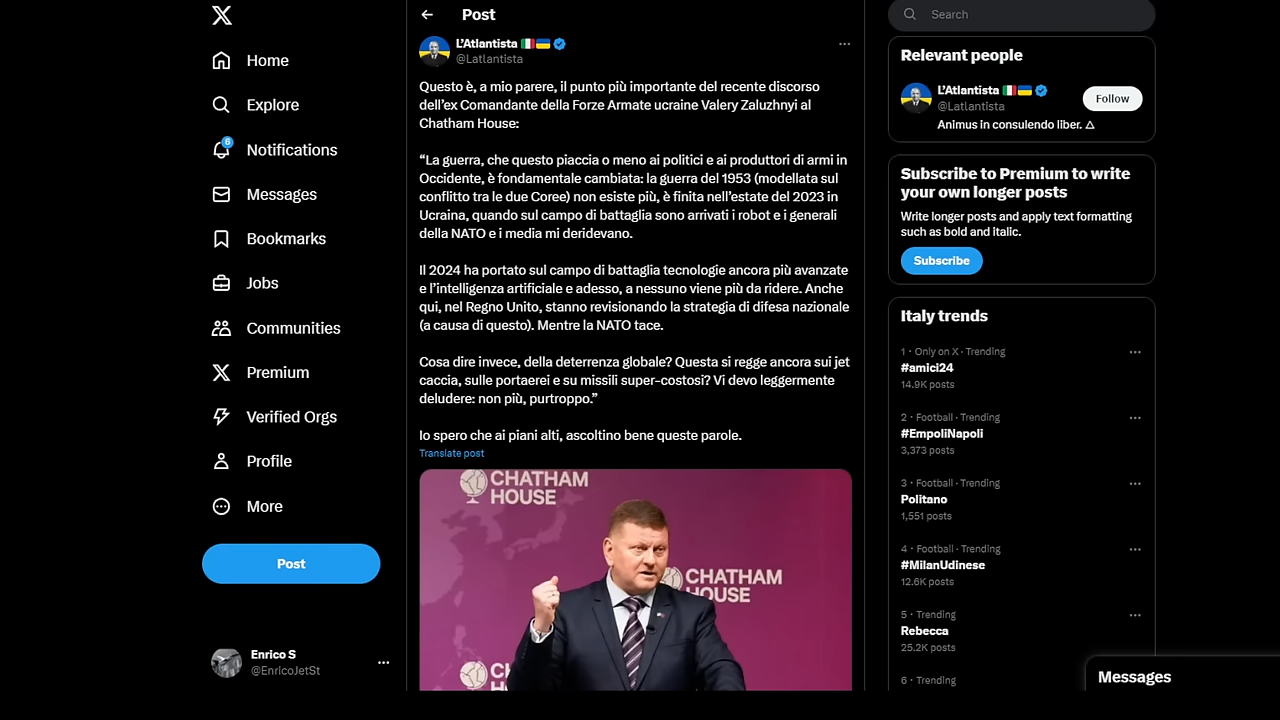 Home
Explore
6
Notifications
Messages
Bookmarks
Jobs
Communities
Premium
Verified Orgs
Profile
More
Post
Enrico S
@EnricoJetSt
Post
L'Atlantista
@Latlantista
Questo è, a mio parere, il punto più importante del recente discorso
dell'ex Comandante della Forze Armate ucraine Valery Zaluzhnyi al
Chatham House:
“La guerra, che questo piaccia o meno ai politici e ai produttori di armi in
Occidente, è fondamentale cambiata: la guerra del 1953 (modellata sul
conflitto tra le due Coree) non esiste più, è finita nell'estate del 2023 in
Ucraina, quando sul campo di battaglia sono arrivati i robot e i generali
della NATO e i media mi deridevano.
Il 2024 ha portato sul campo di battaglia tecnologie ancora più avanzate
e l'intelligenza artificiale e adesso, a nessuno viene più da ridere. Anche
qui, nel Regno Unito, stanno revisionando la strategia di difesa nazionale
(a causa di questo). Mentre la NATO tace.
Cosa dire invece, della deterrenza globale? Questa si regge ancora sui jet
caccia, sulle portaerei e su missili super-costosi? Vi devo leggermente
deludere: non più, purtroppo.”
Io spero che ai piani alti, ascoltino bene queste parole.
Translate post
CHATHAM
HOUSE
CHATHAM
HOUSE
CHATHAM
HOUSE
Search
Relevant people
L'Atlantista
@Latlantista
Follow
Animus in consulendo liber. △
Subscribe to Premium to write
your own longer posts
Write longer posts and apply text formatting
such as bold and italic.
Subscribe
Italy trends
1 · Only on X · Trending
#amici24
14.9K posts
2 · Football · Trending
#EmpoliNapoli
3,373 posts
3 · Football · Trending
Politano
1,551 posts
4 · Football · Trending
#MilanUdinese
12.6K posts
5 · Trending
Rebecca
25.2K posts
6 · Trending
Messages